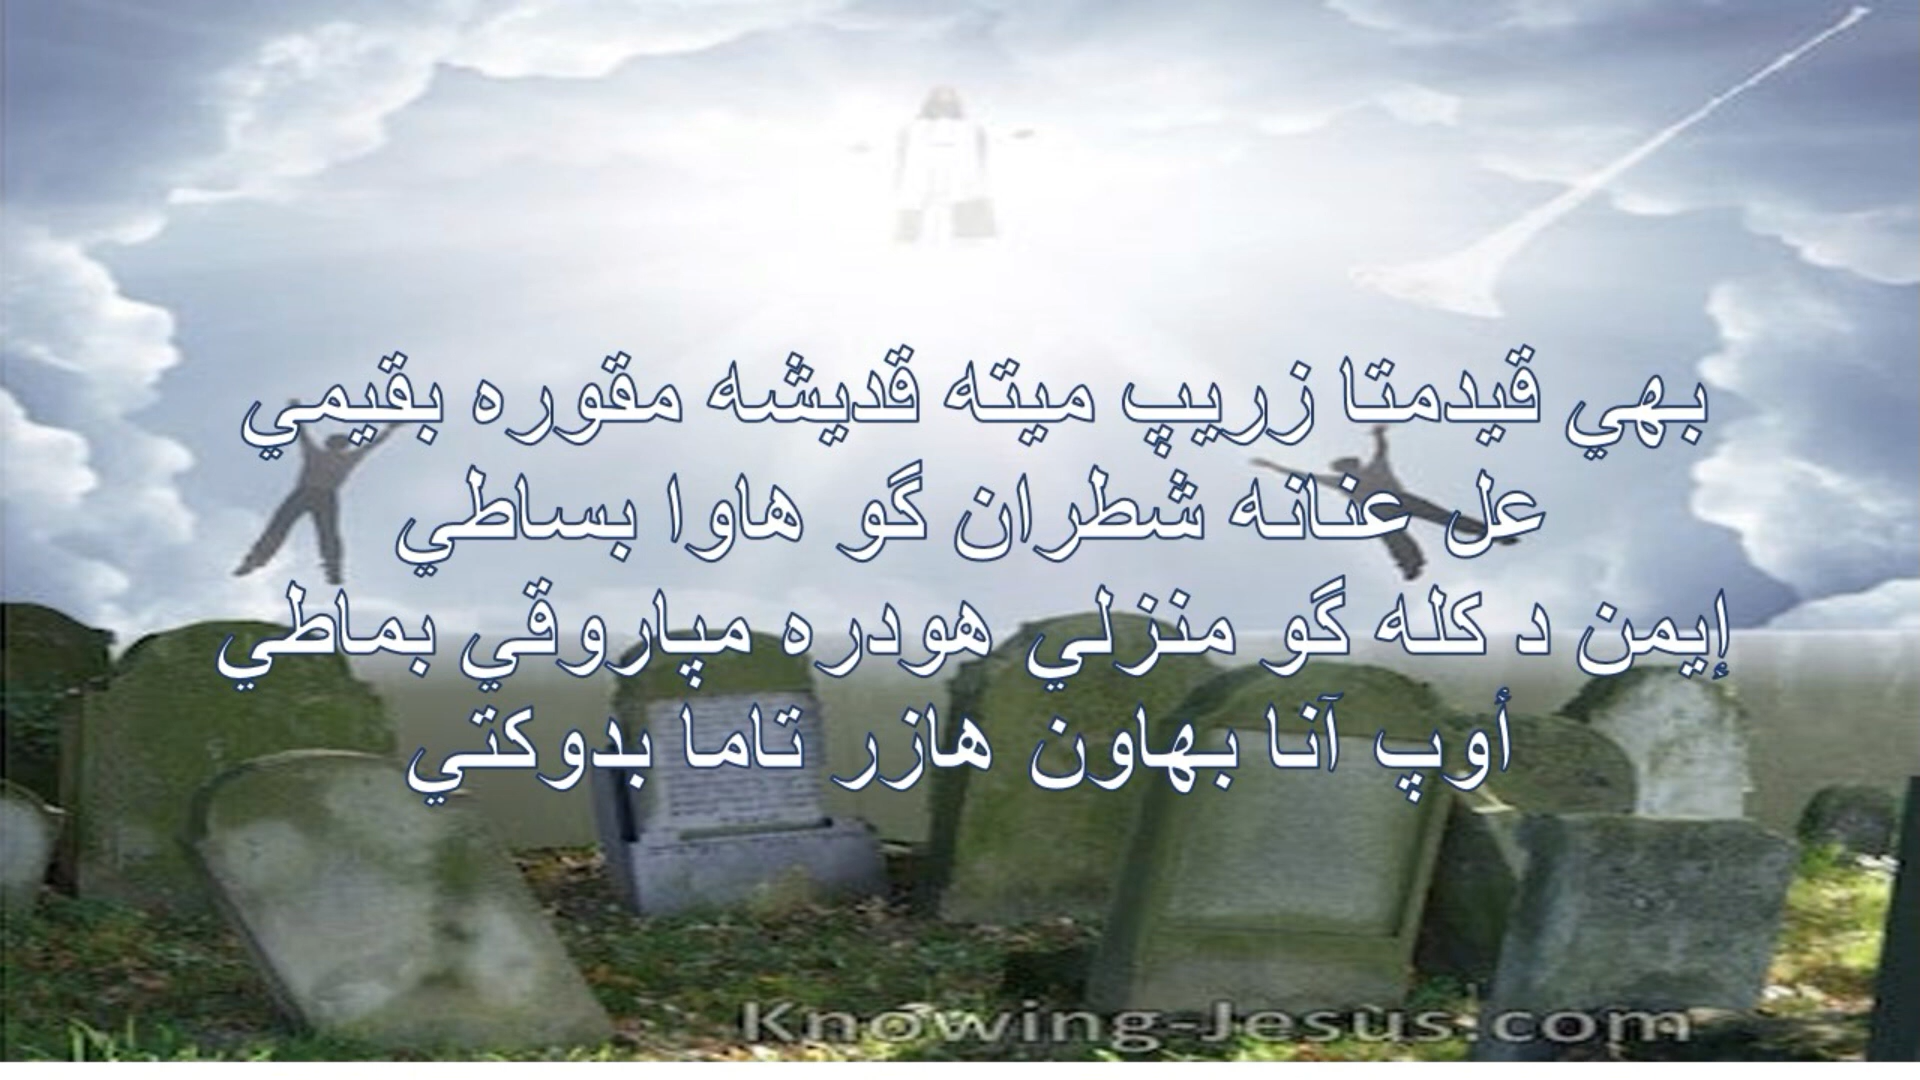 بهي قيدمتا زريپ ميته قديشه مقوره بقيمي
عل عنانه شطران گو هاوا بساطي
إيمن د كله گو منزلي هودره مپاروقي بماطي
أوپ آنا بهاون هازر تاما بدوكتي
Knowing-Jesus.com